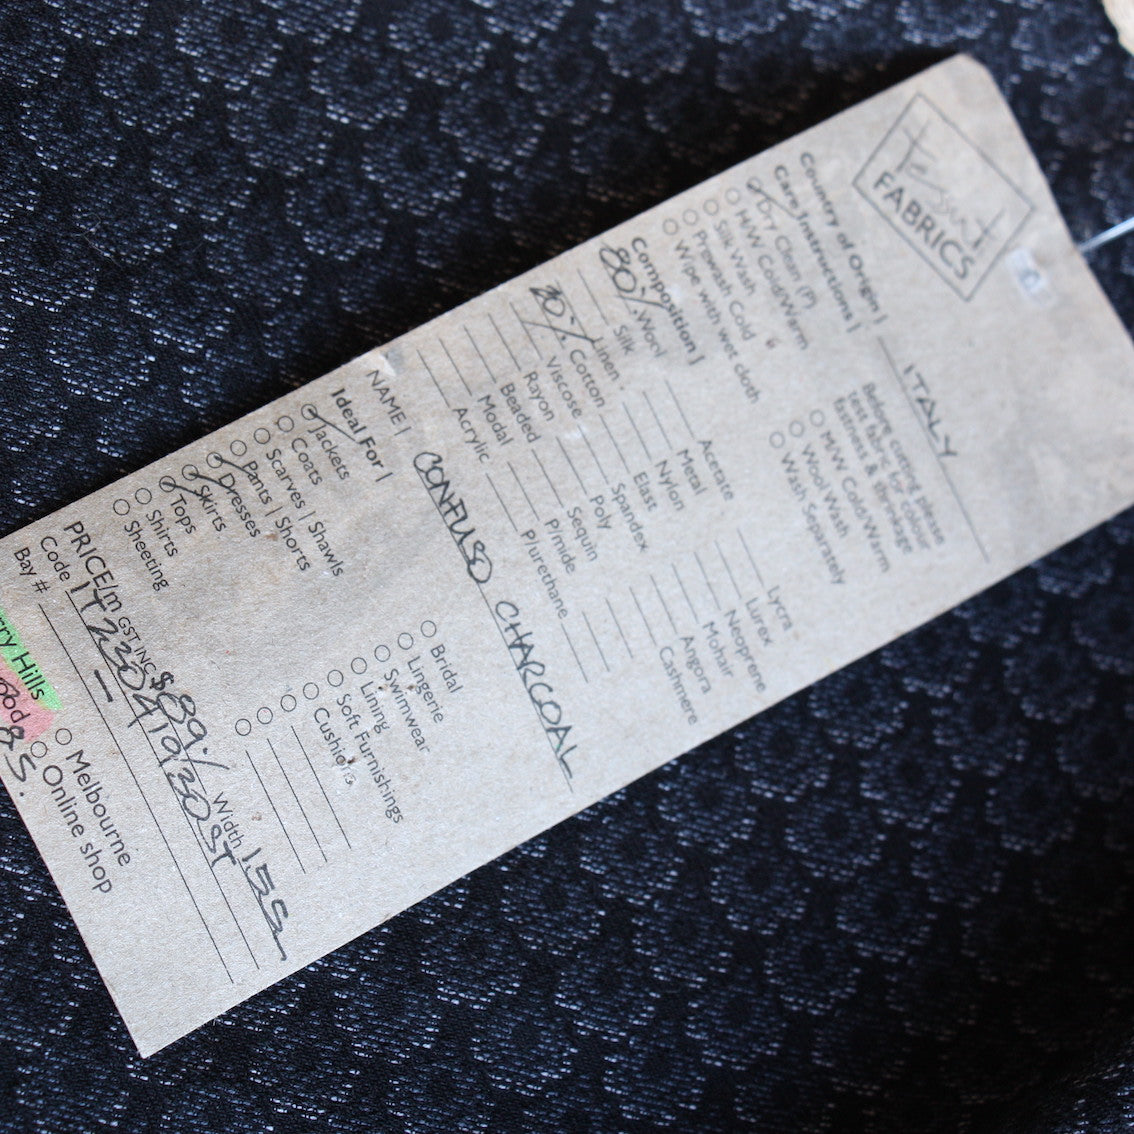 Tessuti
FABRICS
Country of Origin | ITALY
Care Instructions |
Before cutting please
test fabric for colour
fastness & shrinkage
Dry Clean (P)
H/W Cold/Warm
Silk Wash
Prewash Cold
Wipe with wet cloth
M/W Cold/Warm
Wool Wash
Wash Separately
Composition |
80% Wool
Silk
Linen
20% Cotton
Viscose
Rayon
Beaded
Modal
Acrylic
Acetate
Metal
Nylon
Elast
Spandex
Poly
Sequin
P/mide
P/urethane
Lycra
Lurex
Neoprene
Mohair
Angora
Cashmere
NAME | CONFUSO CHARCOAL
Ideal For |
Jackets
Coats
Scarves | Shawls
Pants | Shorts
Dresses
Skirts
Tops
Shirts
Sheeting
Bridal
Lingerie
Swimwear
Lining
Soft Furnishings
Cushions
PRICE/m GST INC $89./ Width 155
Code IT2304193OST
Bay # —
rry Hills
Melbourne
Online shop